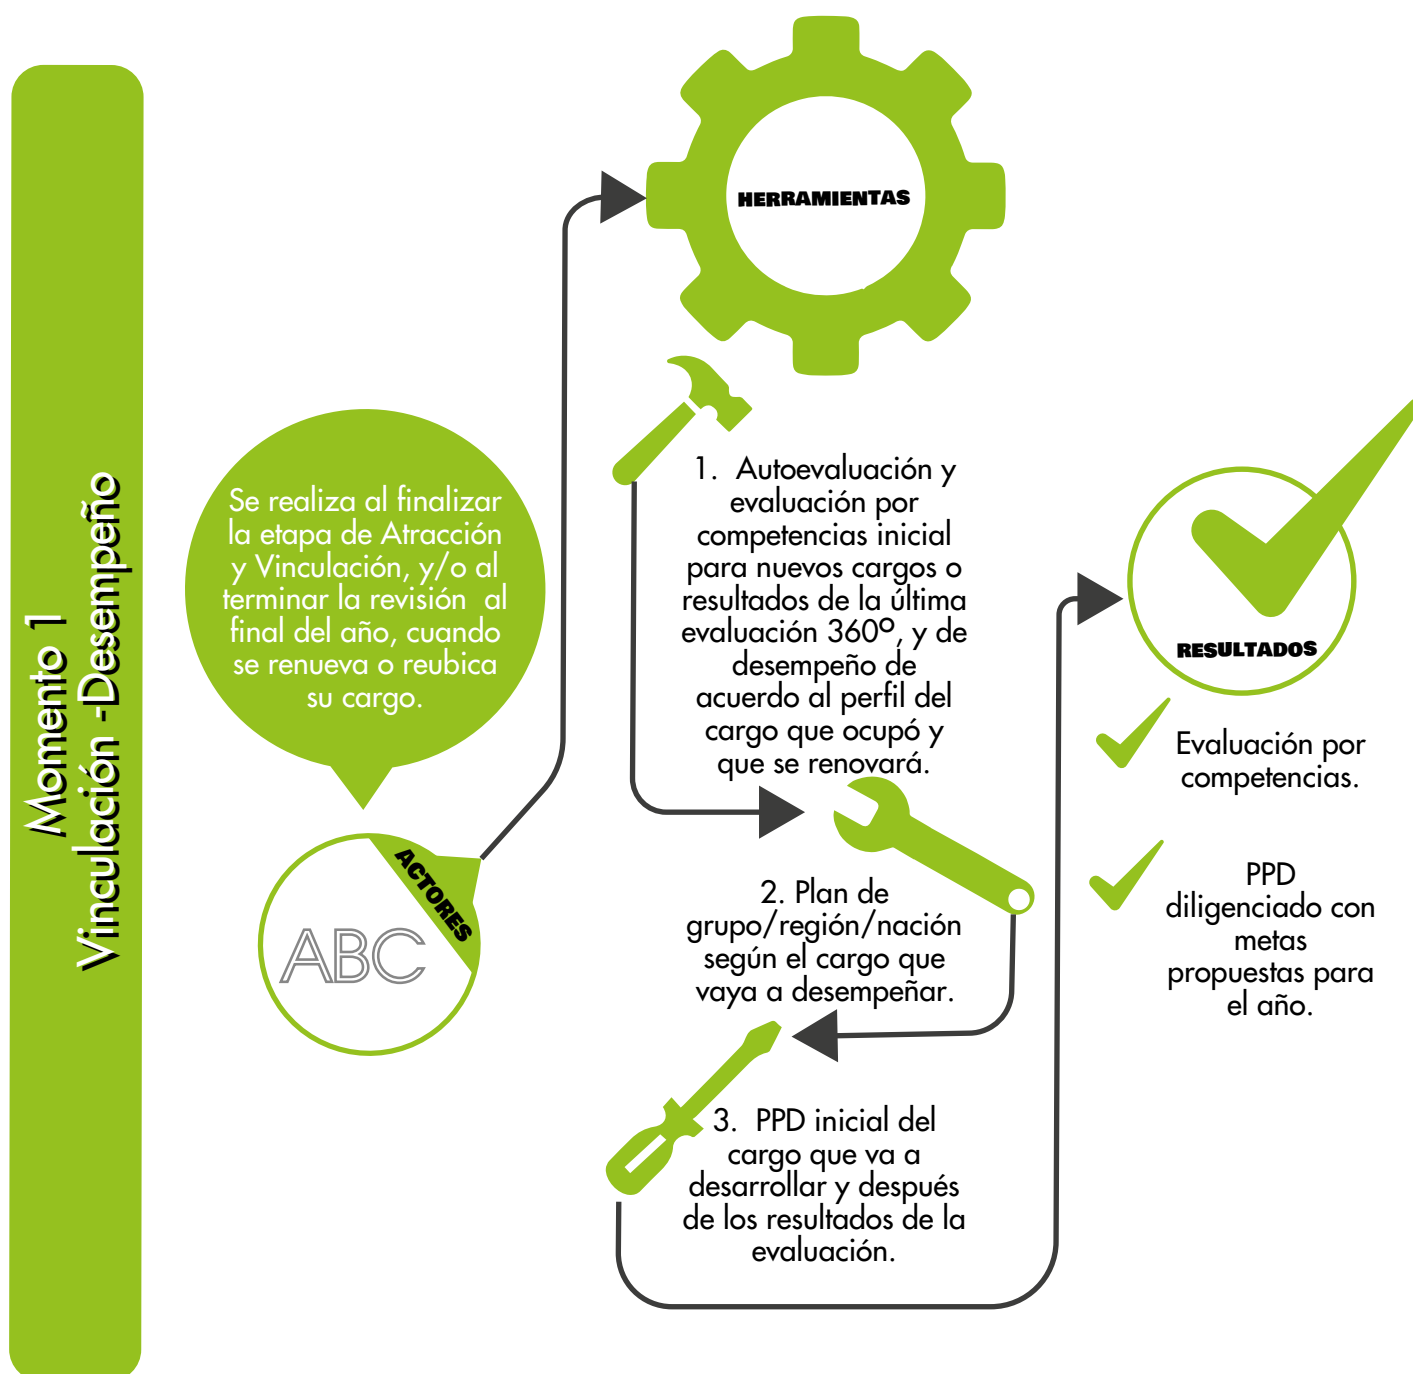 Momento 1
Vinculación -Desempeño
Se realiza al finalizar
la etapa de Atracción
y Vinculación, y/o al
terminar la revisión al
final del año, cuando
se renueva o reubica
su cargo.
ACTORES
ABC
HERRAMIENTAS
1. Autoevaluación y
evaluación por
competencias inicial
para nuevos cargos o
resultados de la última
evaluación 360º, y de
desempeño de
acuerdo al perfil del
cargo que ocupó y
que se renovará.
2. Plan de
grupo/región/nación
según el cargo que
vaya a desempeñar.
3. PPD inicial del
cargo que va a
desarrollar y después
de los resultados de la
evaluación.
RESULTADOS
Evaluación por
competencias.
PPD
diligenciado con
metas
propuestas para
el año.